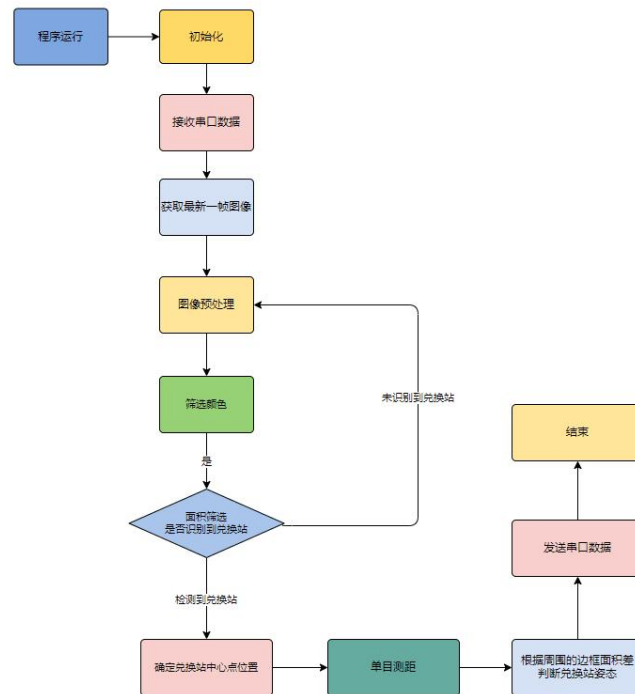 程序运行
初始化
接收串口数据
获取最新一帧图像
图像预处理
筛选颜色
是
面积筛选
是否识别到兑换站
未识别到兑换站
检测到兑换站
确定兑换站中心点位置
单目测距
根据周围的边框面积差
判断兑换站姿态
发送串口数据
结束